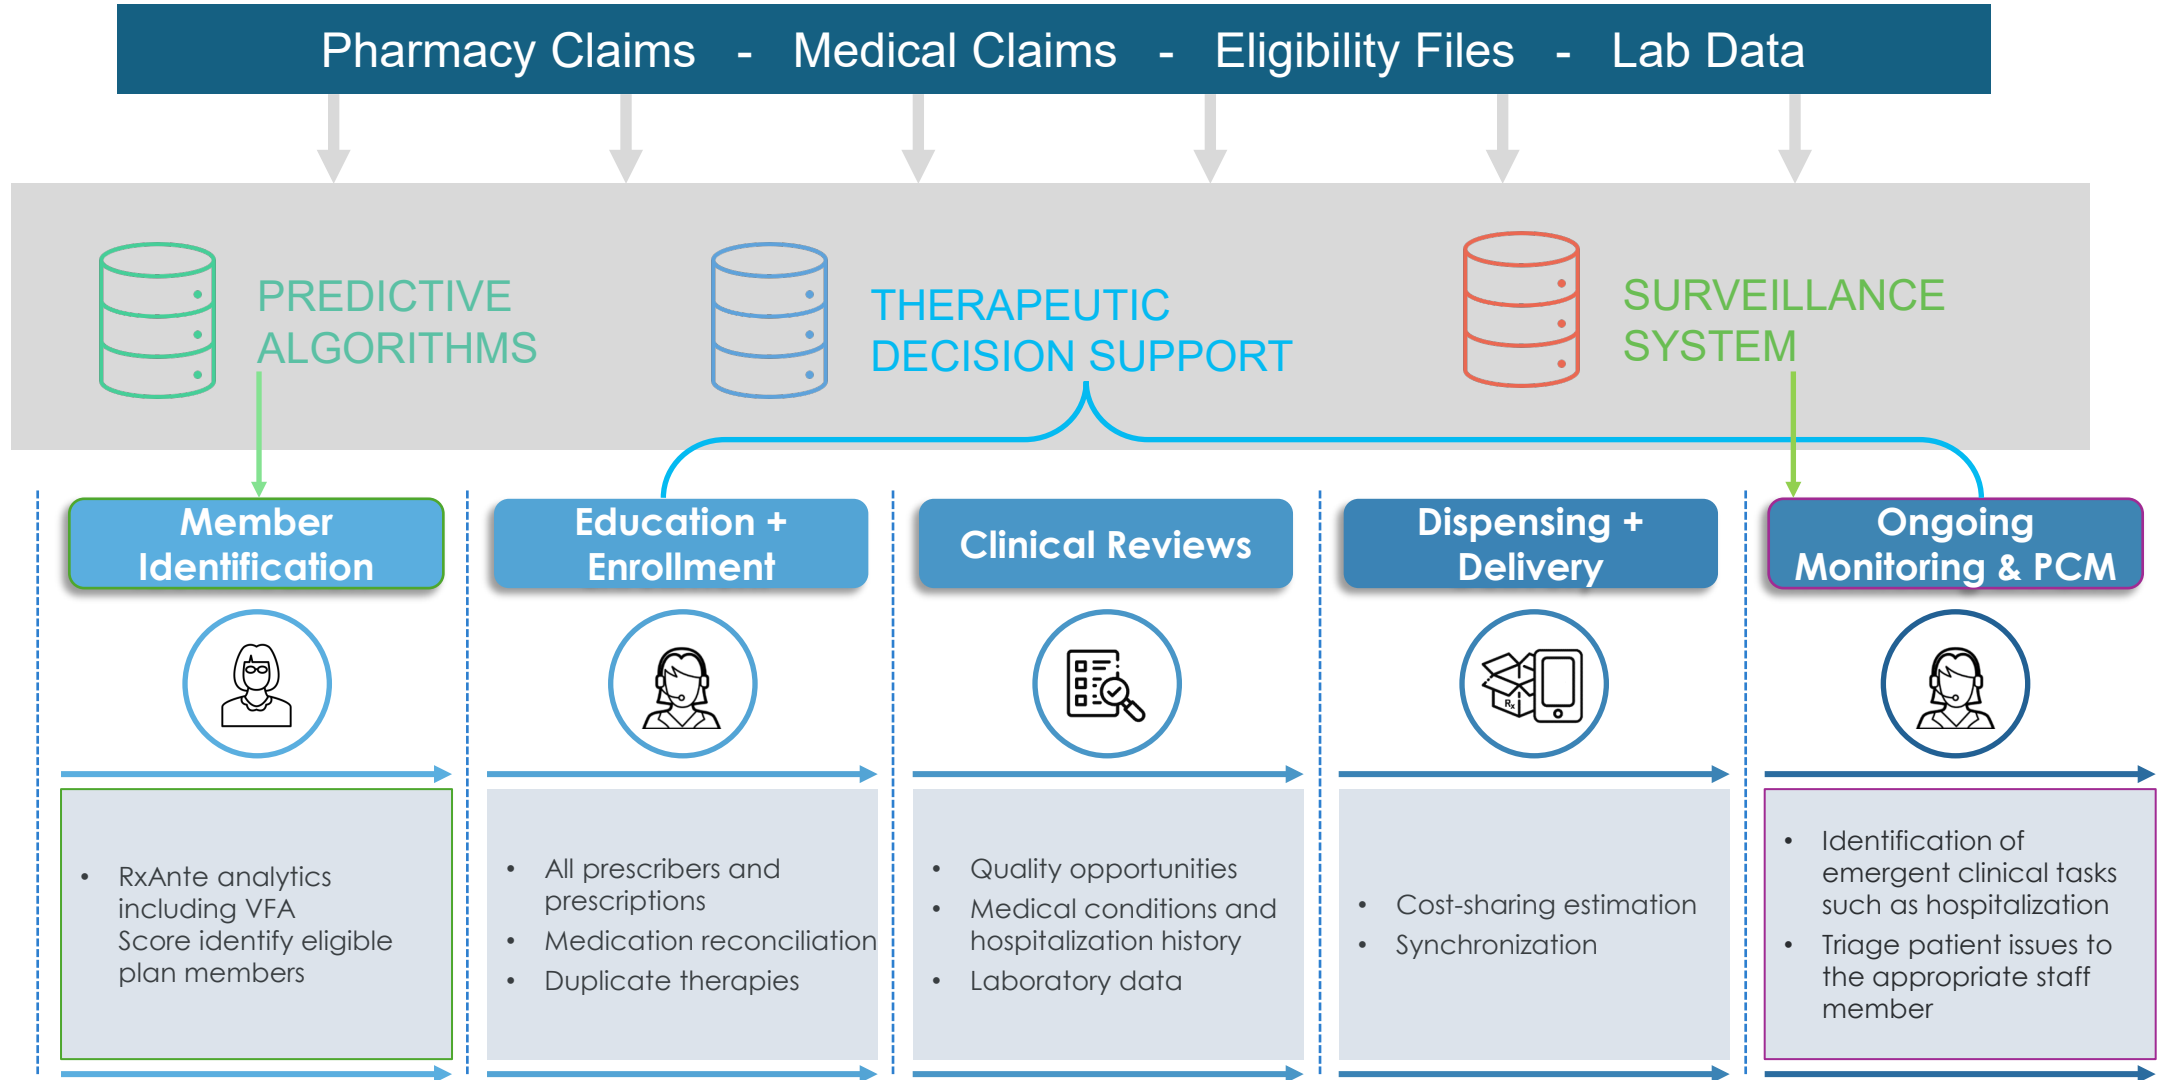 Pharmacy Claims - Medical Claims - Eligibility Files - Lab Data
PREDICTIVE
ALGORITHMS
THERAPEUTIC
DECISION SUPPORT
SURVEILLANCE
SYSTEM
Member
Identification
Education +
Enrollment
Clinical Reviews
Dispensing +
Delivery
Ongoing
Monitoring & PCM
Rx
• RxAnte analytics
including VFA
Score identify eligible
plan members
• All prescribers and
prescriptions
• Medication reconciliation
• Duplicate therapies
• Quality opportunities
• Medical conditions and
hospitalization history
• Laboratory data
• Cost-sharing estimation
• Synchronization
• Identification of
emergent clinical tasks
such as hospitalization
• Triage patient issues to
the appropriate staff
member